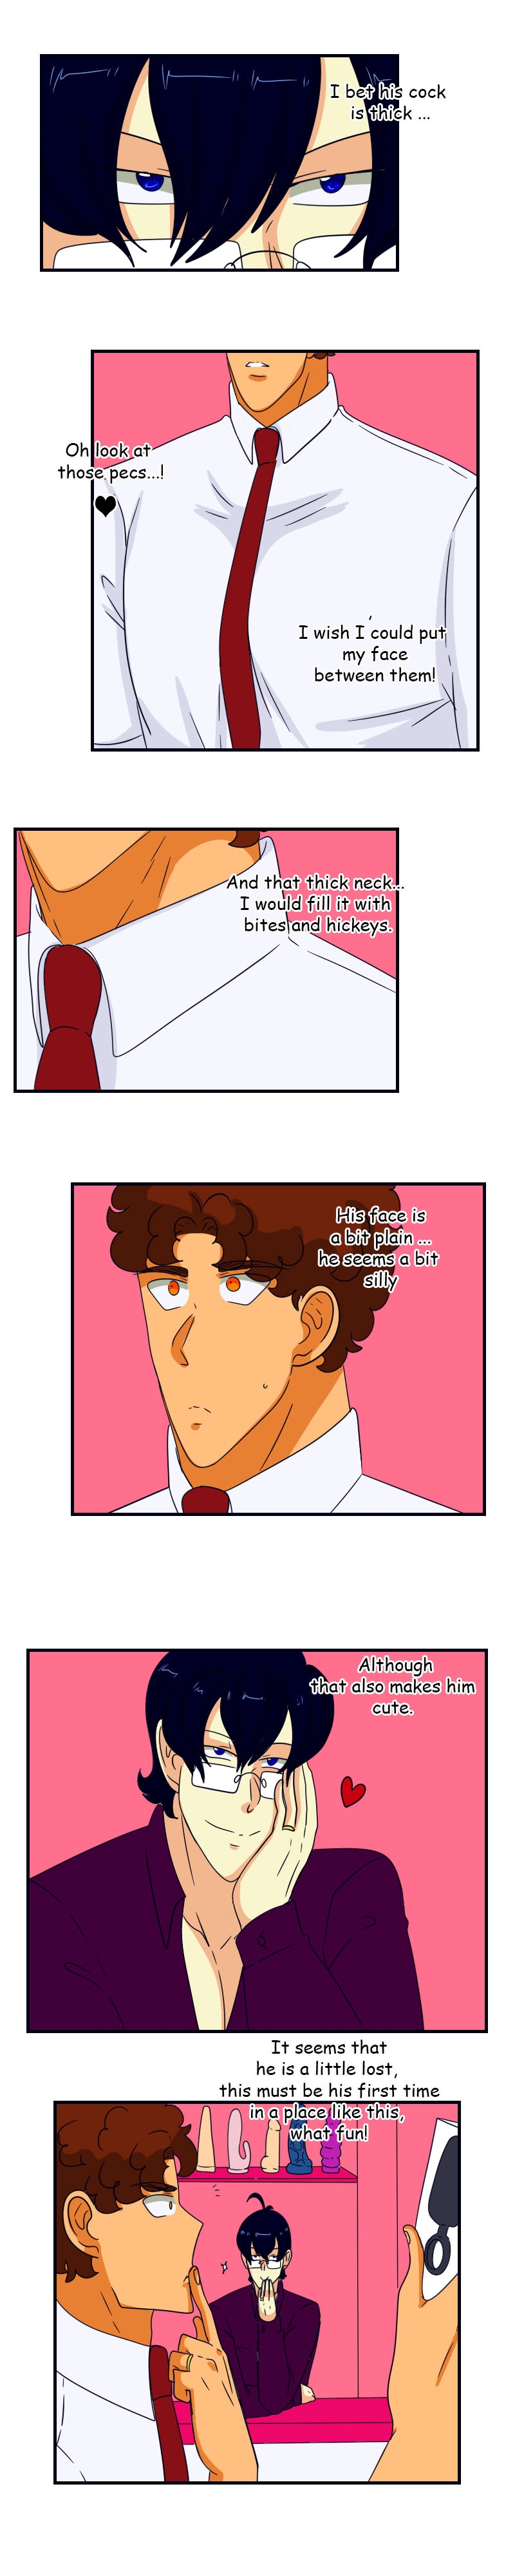 I bet his cock
is thick ...
Oh look at
those pecs...!
I wish I could put
my face
between them!
And that thick neck...
I would fill it with
bites and hickeys.
His face is
a bit plain ...
he seems a bit
silly
Although
that also makes him
cute.
It seems that
he is a little lost,
this must be his first time
in a place like this,
what fun!